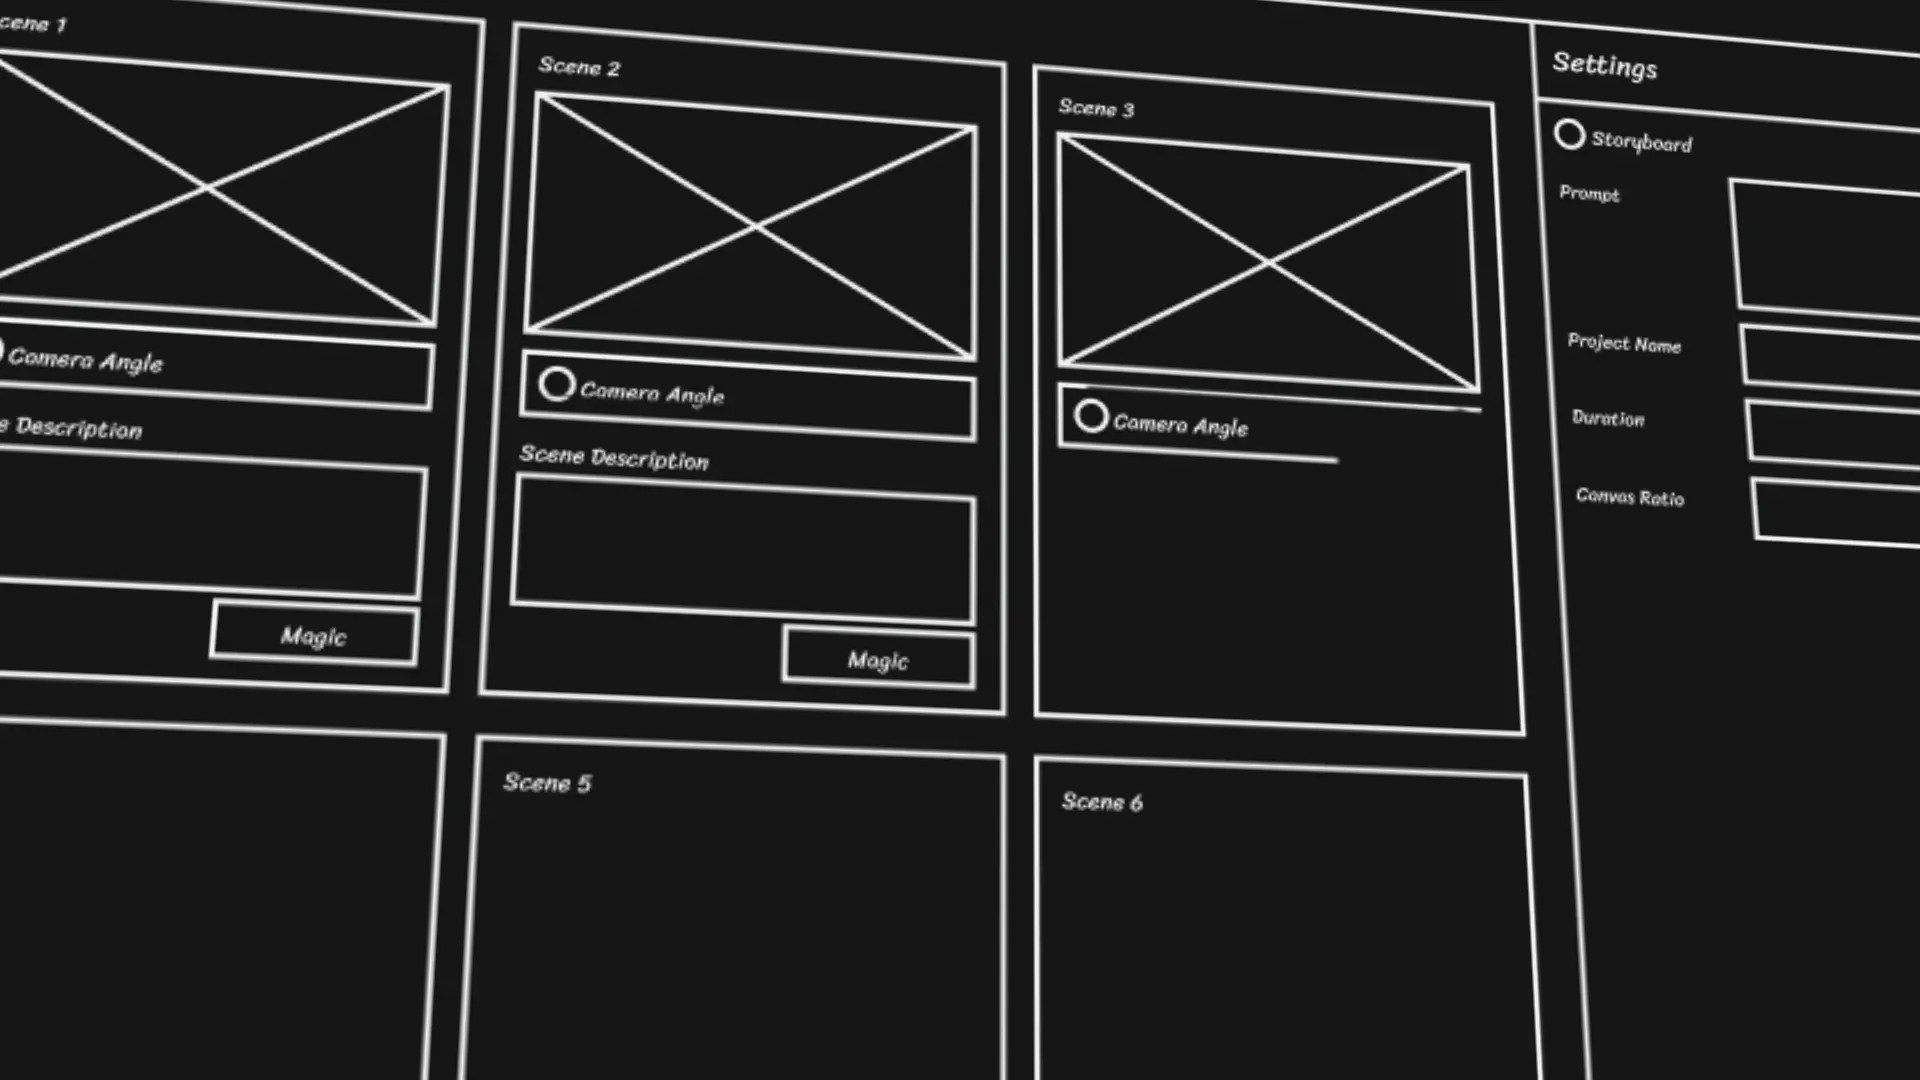 cene 1
Camera Angle
e Description
Magic
Scene 2
Camera Angle
Scene Description
Magic
Scene 3
Camera Angle
Scene 5
Scene 6
Settings
Storyboard
Prompt
Project Name
Duration
Canvas Ratio